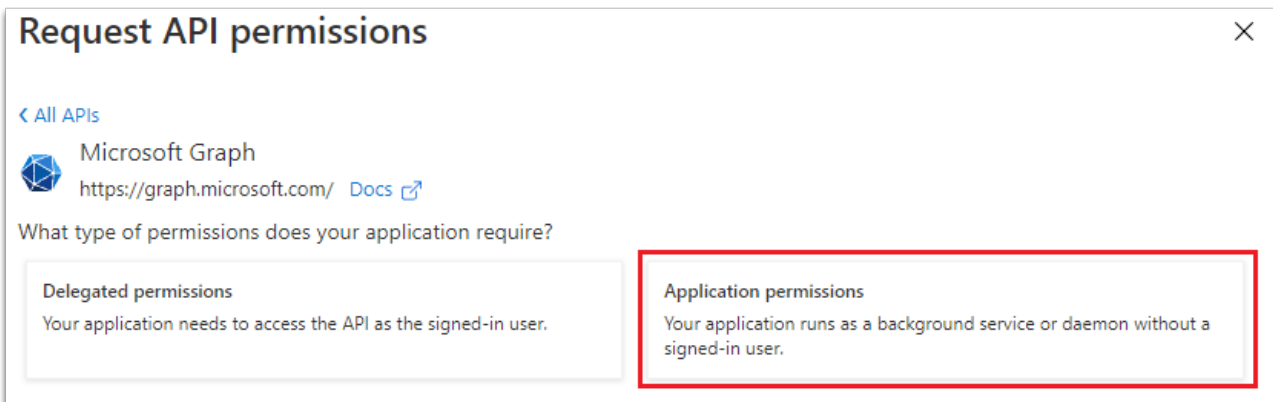 Request API permissions
All APIs
Microsoft Graph
https://graph.microsoft.com/ Docs
What type of permissions does your application require?
Delegated permissions
Your application needs to access the API as the signed-in user.
Application permissions
Your application runs as a background service or daemon without a
signed-in user.